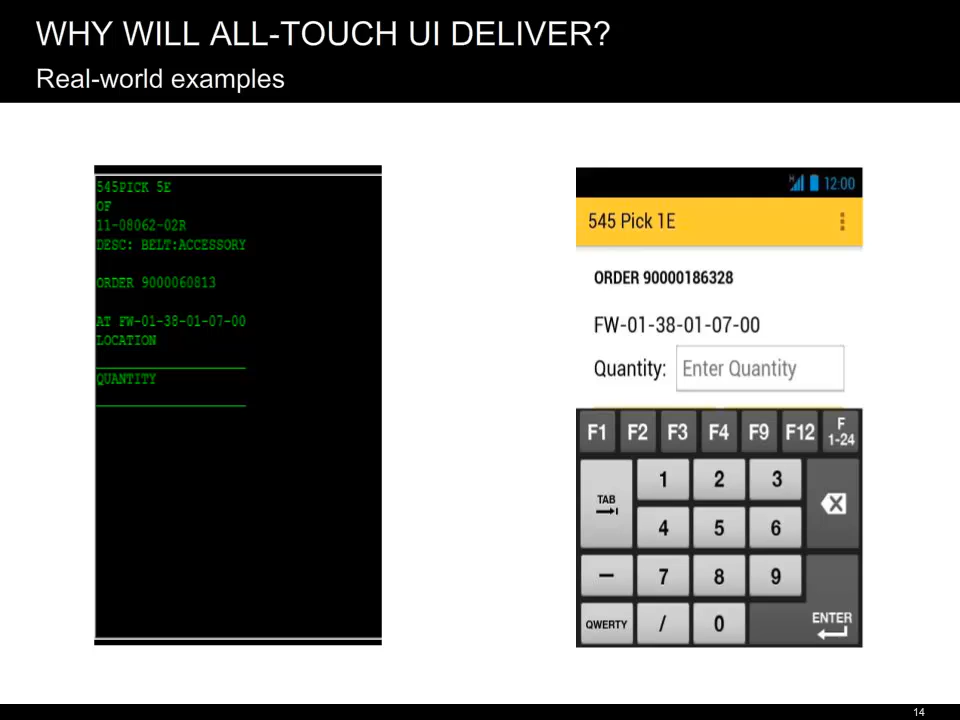 WHY WILL ALL-TOUCH UI DELIVER?
Real-world examples
545PICK 5E
OF
11-08062-02R
DESC: BELT:ACCESSORY
ORDER 9000060813
AT FW-01-38-01-07-00
LOCATION
QUANTITY
H 12:00
545 Pick 1E
ORDER 90000186328
FW-01-38-01-07-00
Quantity: Enter Quantity
F1 F2 F3 F4 F9 F12 F 1-24
TAB 1 2 3
4 5 6
- 7 8 9
QWERTY / 0 ENTER
14